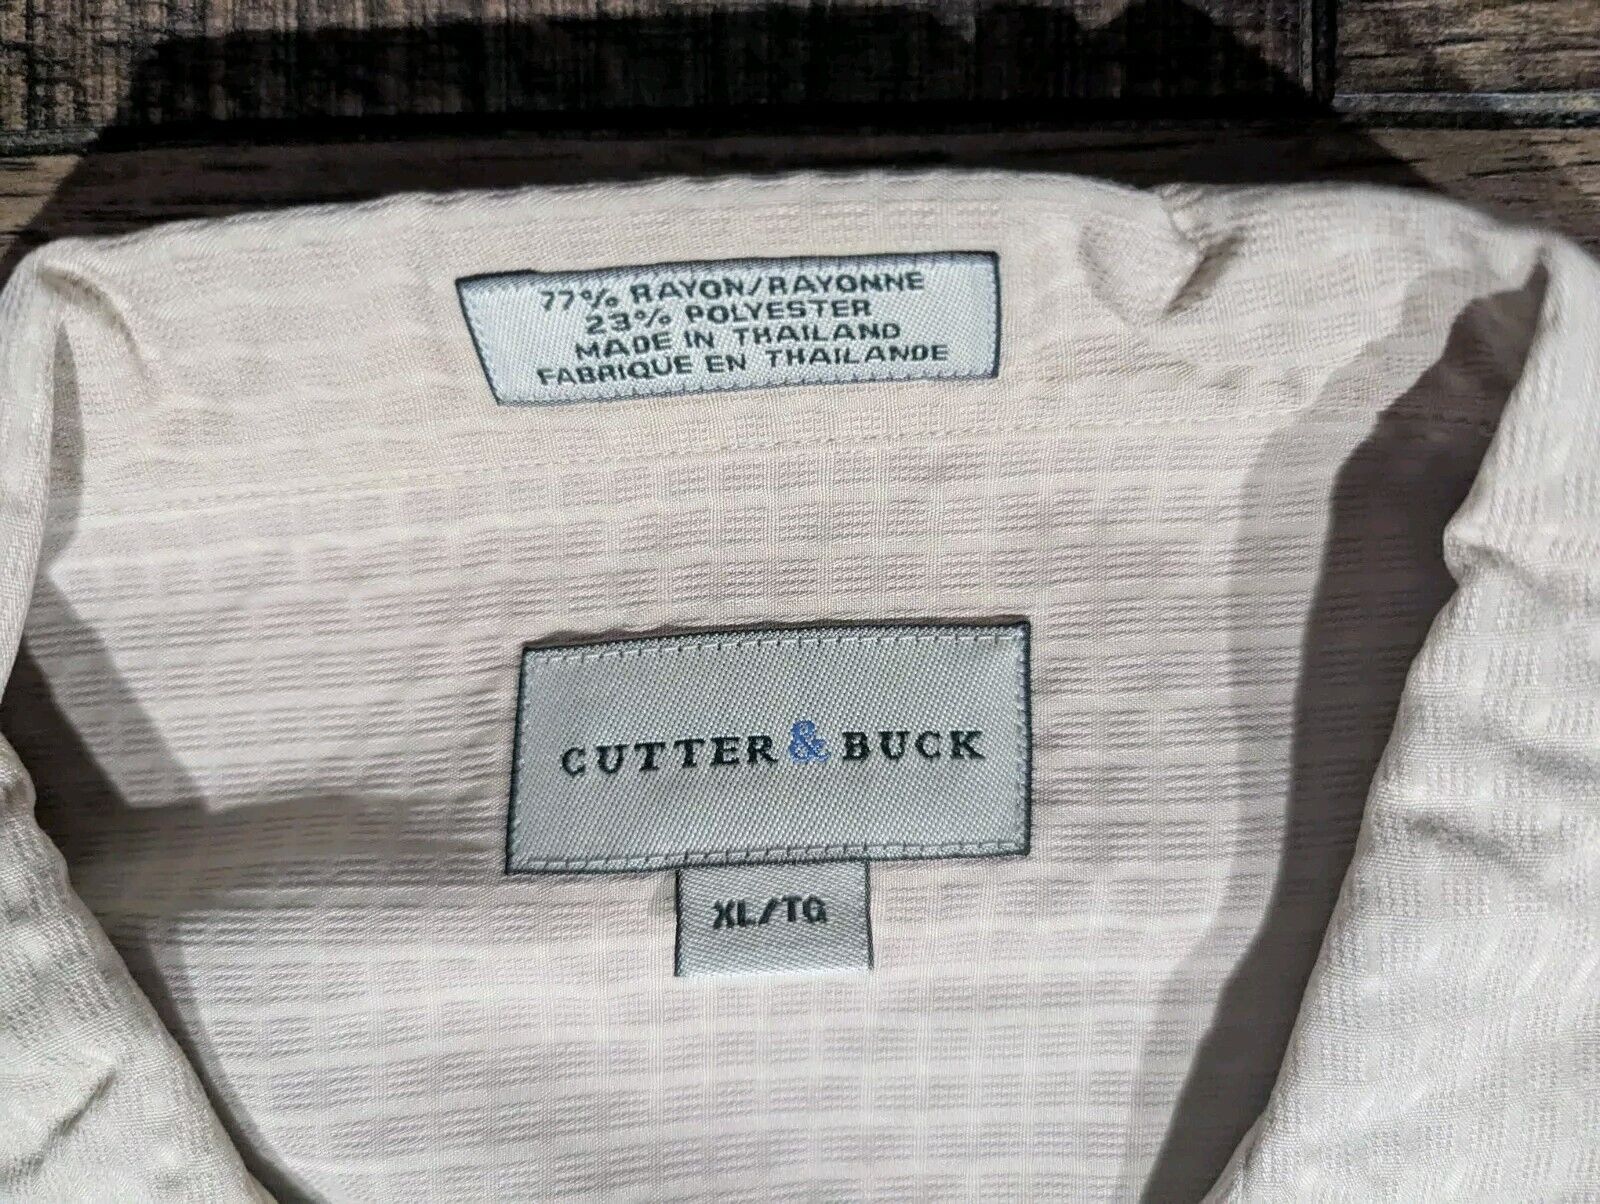 77% RAYON/RAYONNE
23% POLYESTER
MADE IN THAILAND
FABRIQUE EN THAILANDE
CUTTER & BUCK
XL/TG